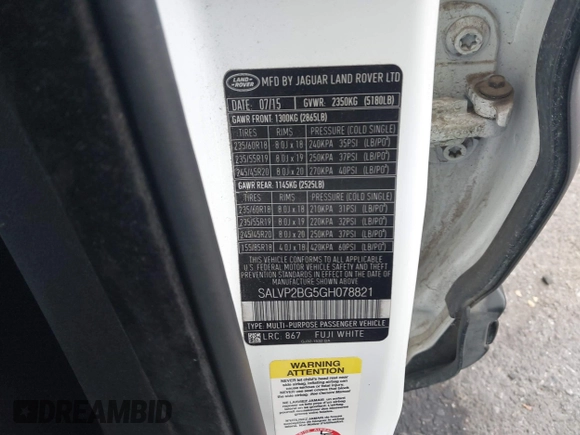 LAND-ROVER MFD BY JAGUAR LAND ROVER LTD
DATE: 07/15 GVWR: 2350KG (5180LB)
GAWR FRONT: 1300KG (2865LB)
TIRES RIMS PRESSURE (COLD SINGLE)
235/60R18 8.0J x 18 240KPA 35PSI (LB/PO²)
235/55R19 8.0J x 19 250KPA 37PSI (LB/PO²)
245/45R20 8.0J x 20 270KPA 40PSI (LB/PO²)
GAWR REAR: 1145KG (2525LB)
TIRES RIMS PRESSURE (COLD SINGLE)
235/60R18 8.0J x 18 210KPA 31PSI (LB/PO²)
235/55R19 8.0J x 19 220KPA 32PSI (LB/PO²)
245/45R20 8.0J x 20 250KPA 37PSI (LB/PO²)
155/85R18 4.0J x 18 420KPA 60PSI (LB/PO²)
THIS VEHICLE CONFORMS TO ALL APPLICABLE
U.S. FEDERAL MOTOR VEHICLE SAFETY, BUMPER
AND THEFT PREVENTION STANDARDS IN EFFECT ON THE
DATE OF MANUFACTURE SHOWN ABOVE
SALVP2BG5GH078821
TYPE: MULTI-PURPOSE PASSENGER VEHICLE
LRC 867 FUJI WHITE
WARNING
ATTENTION
DREAMBID